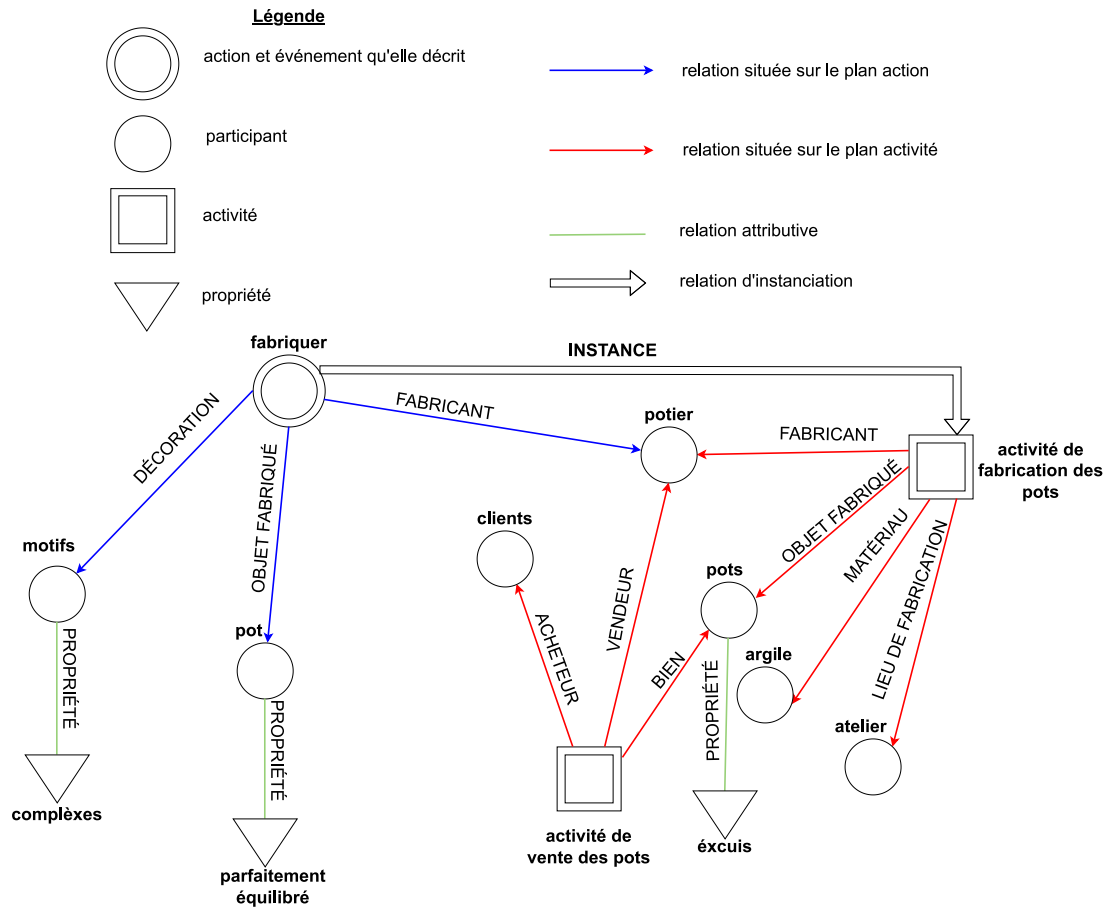 Légende
action et événement qu'elle décrit
relation située sur le plan action
participant
relation située sur le plan activité
activité
relation attributive
propriété
relation d'instanciation
fabriquer
INSTANCE
DÉCORATION
FABRICANT
potier
FABRICANT
activité de
fabrication des
pots
OBJET FABRIQUÉ
OBJET FABRIQUÉ
MATÉRIAU
LIEU DE FABRICATION
motifs
clients
pots
pot
ACHETEUR
VENDEUR
BIEN
argile
PROPRIÉTÉ
PROPRIÉTÉ
PROPRIÉTÉ
atelier
complèxes
activité de
vente des pots
éxcuis
parfaitement
équilibré